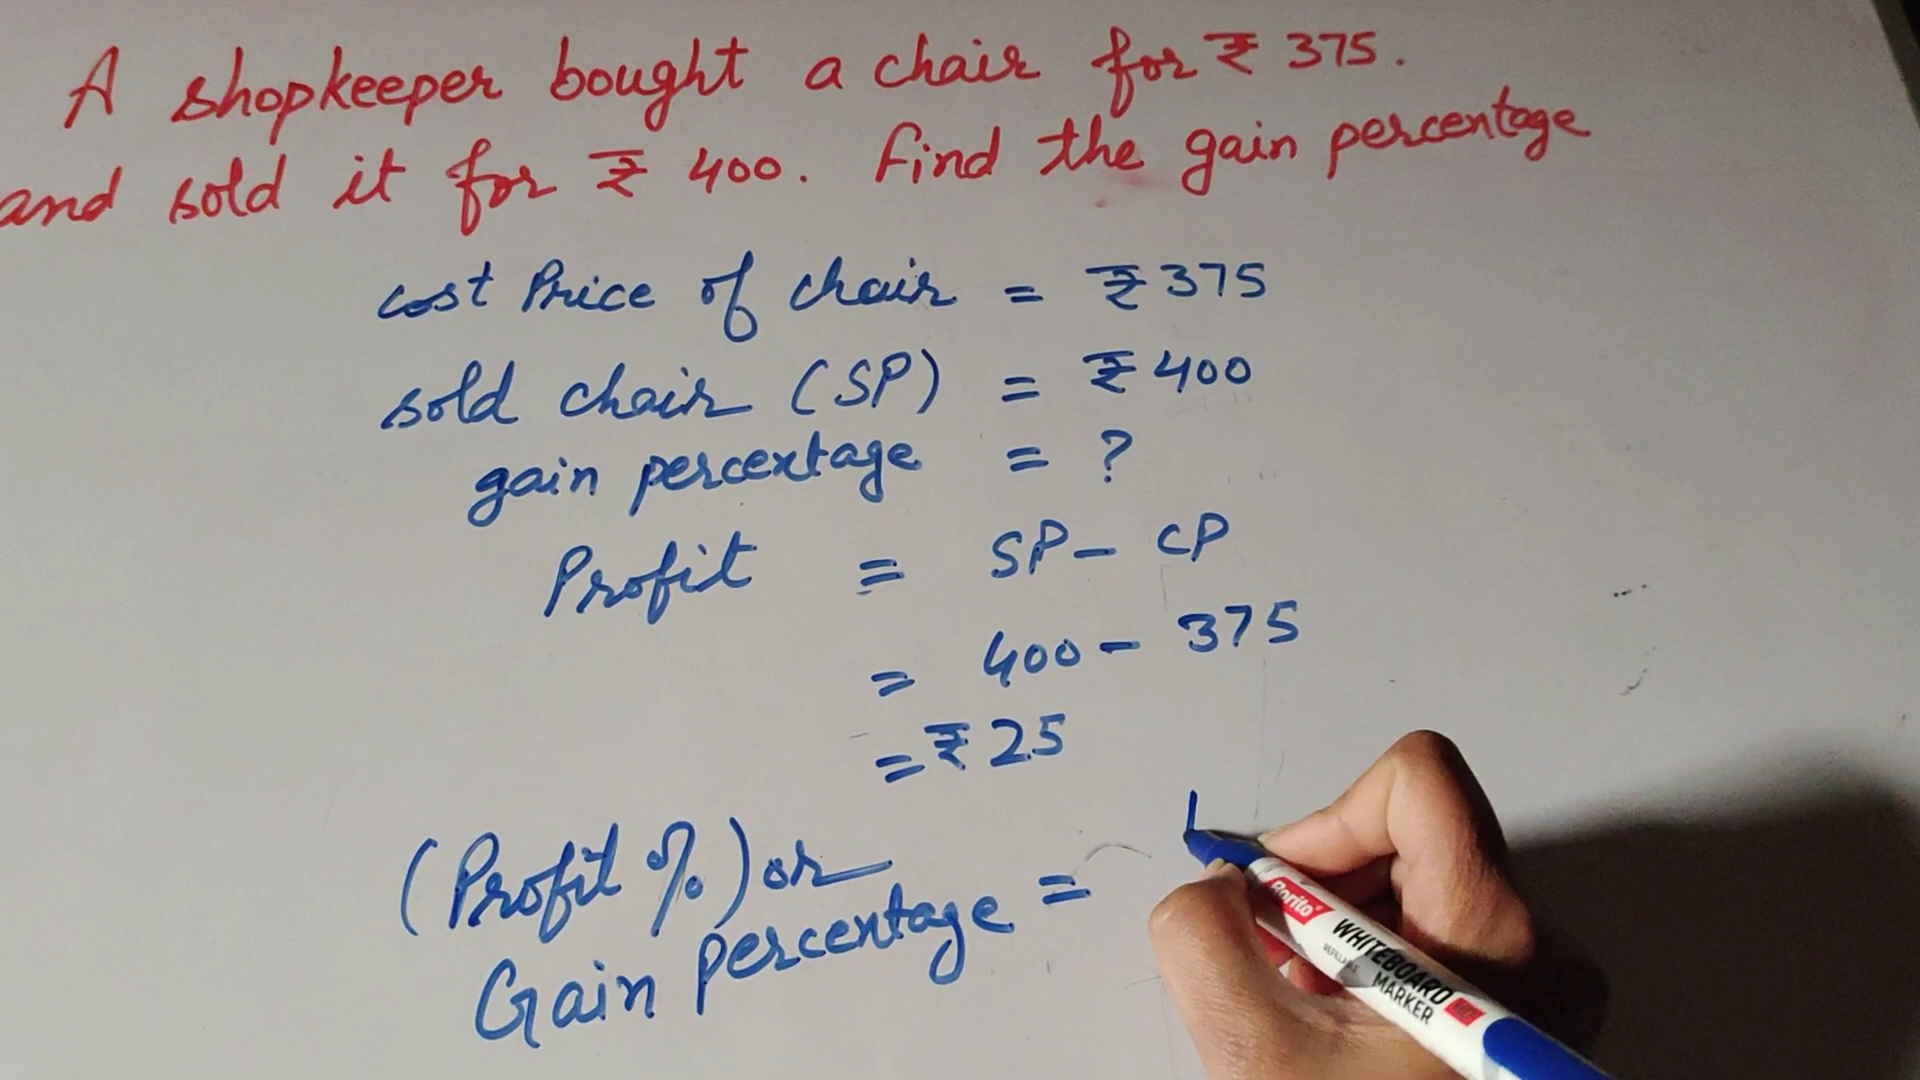 A shopkeeper bought a chair for ₹ 375.
and sold it for ₹ 400. Find the gain percentage
cost Price of chair = ₹ 375
sold chair (SP) = ₹ 400
gain percentage = ?
Profit = SP - CP
= 400 - 375
= ₹ 25
(Profit %) or
Gain percentage =
Rorito
WHITEBOARD
REFILLABLE
MARKER